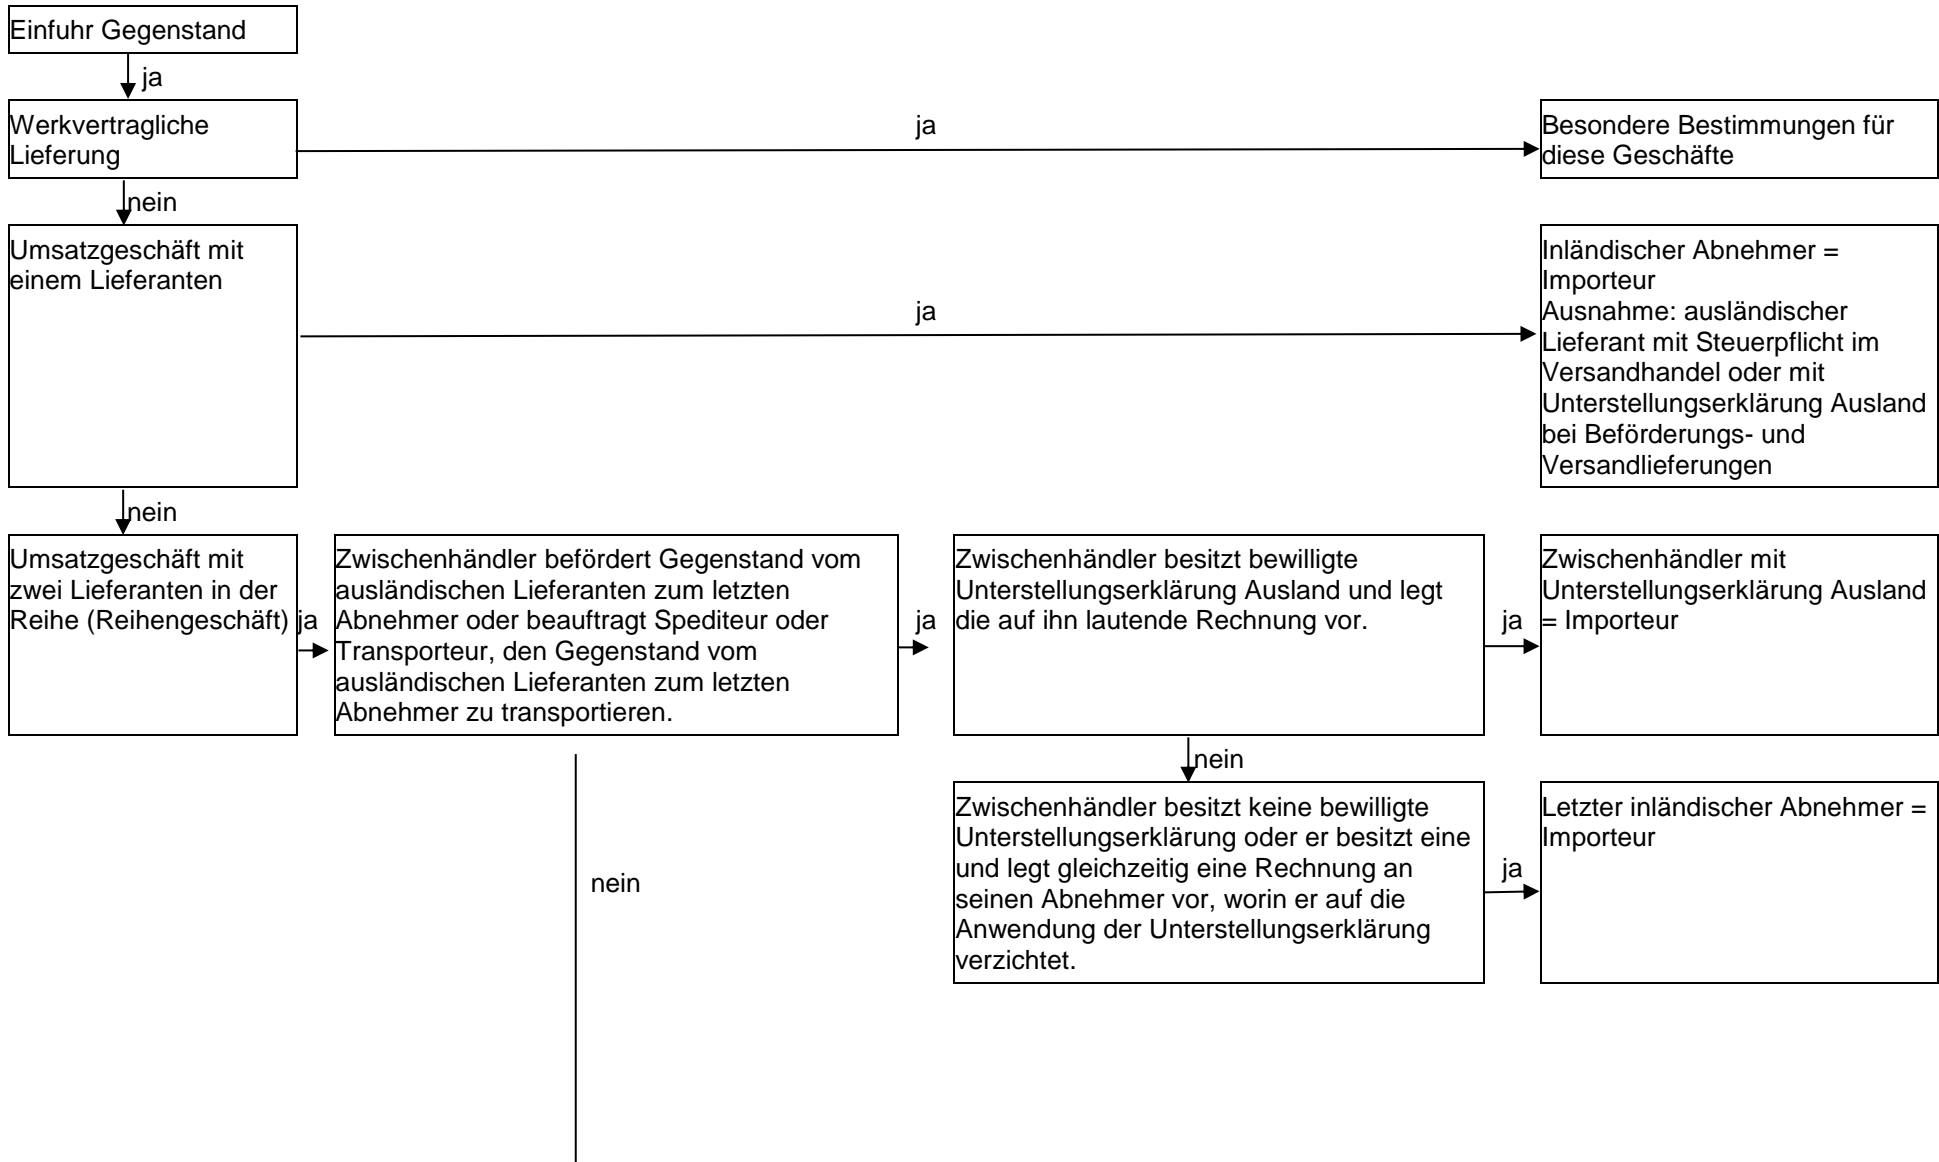 Einfuhr Gegenstand
ja
Werkvertragliche
Lieferung
ja
Besondere Bestimmungen für
diese Geschäfte
nein
Umsatzgeschäft mit
einem Lieferanten
ja
Inländischer Abnehmer =
Importeur
Ausnahme: ausländischer
Lieferant mit Steuerpflicht im
Versandhandel oder mit
Unterstellungserklärung Ausland
bei Beförderungs- und
Versandlieferungen
nein
Umsatzgeschäft mit
zwei Lieferanten in der
Reihe (Reihengeschäft)
ja
Zwischenhändler befördert Gegenstand vom
ausländischen Lieferanten zum letzten
Abnehmer oder beauftragt Spediteur oder
Transporteur, den Gegenstand vom
ausländischen Lieferanten zum letzten
Abnehmer zu transportieren.
ja
Zwischenhändler besitzt bewilligte
Unterstellungserklärung Ausland und legt
die auf ihn lautende Rechnung vor.
ja
Zwischenhändler mit
Unterstellungserklärung Ausland
= Importeur
nein
Zwischenhändler besitzt keine bewilligte
Unterstellungserklärung oder er besitzt eine
und legt gleichzeitig eine Rechnung an
seinen Abnehmer vor, worin er auf die
Anwendung der Unterstellungserklärung
verzichtet.
ja
Letzter inländischer Abnehmer =
Importeur
nein